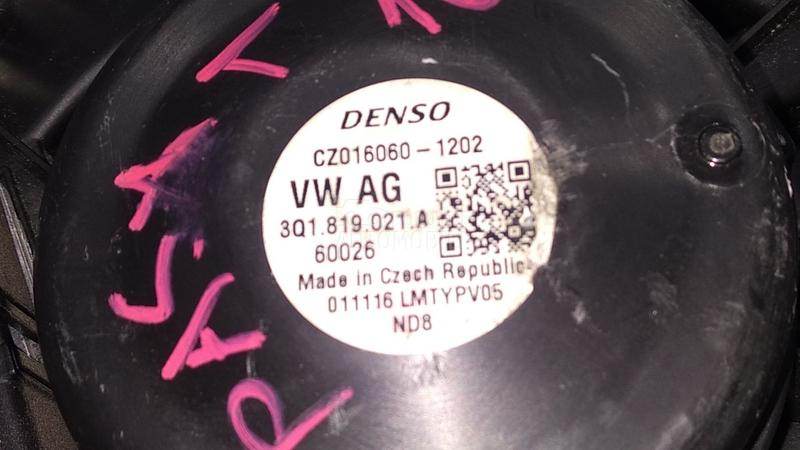 DENSO
CZ016060-1202
VW AG
3Q1.819.021.A
60026
Made in Czech Republic
011116 LMTYPV05
ND8